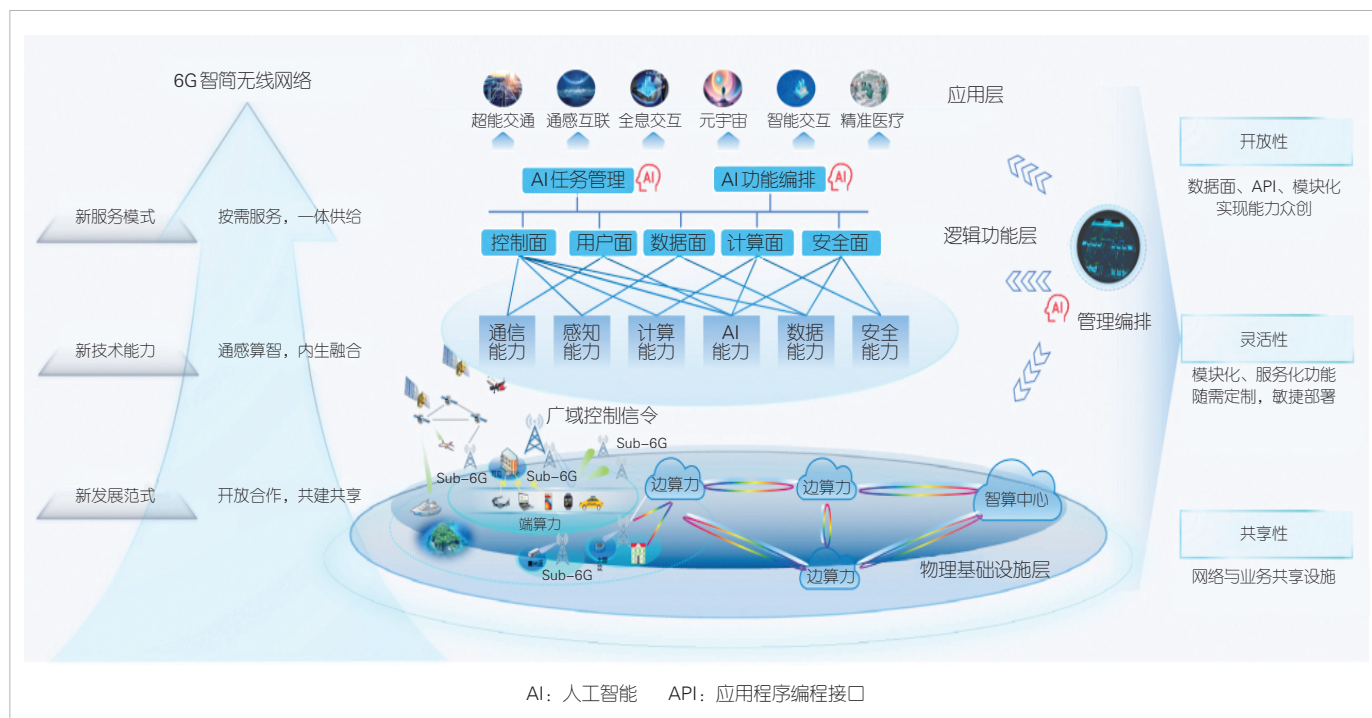 6G智简无线网络
新服务模式
按需服务，一体供给
新技术能力
通感算智，内生融合
新发展范式
开放合作，共建共享
超能交通
通感互联
全息交互
元宇宙
智能交互
精准医疗
应用层
AI任务管理
AI
AI功能编排
AI
控制面
用户面
数据面
计算面
安全面
逻辑功能层
通信
能力
感知
能力
计算
能力
AI
能力
数据
能力
安全
能力
AI
管理编排
广域控制信令
Sub-6G
Sub-6G
Sub-6G
端算力
Sub-6G
边算力
边算力
智算中心
边算力
物理基础设施层
开放性
数据面、API、模块化
实现能力众创
灵活性
模块化、服务化功能
随需定制，敏捷部署
共享性
网络与业务共享设施
AI：人工智能 API：应用程序编程接口